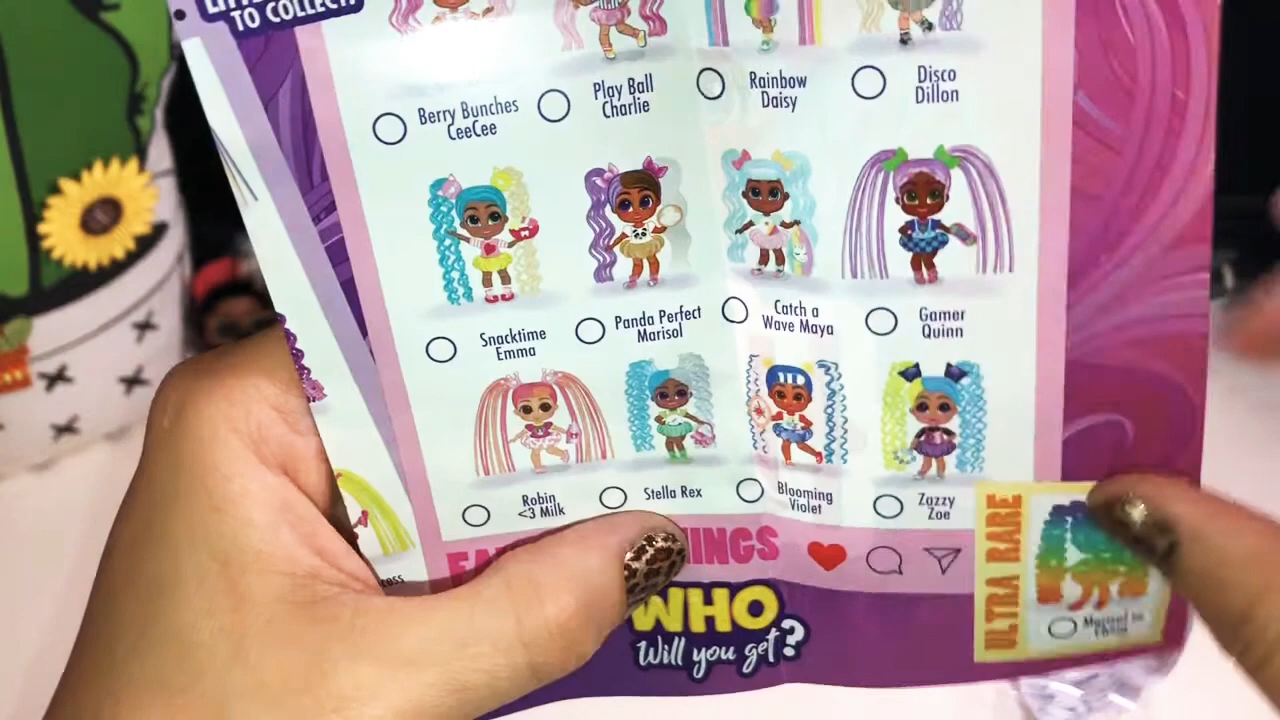 TO COLLECT!
Berry Bunches
CeeCee
Play Ball
Charlie
Rainbow
Daisy
Disco
Dillon
Snacktime
Emma
Panda Perfect
Marisol
Catch a
Wave Maya
Gamer
Quinn
Robin
<3 Milk
Stella Rex
Blooming
Violet
Zazzy
Zoe
WHO
Will you get?
ULTRA RARE